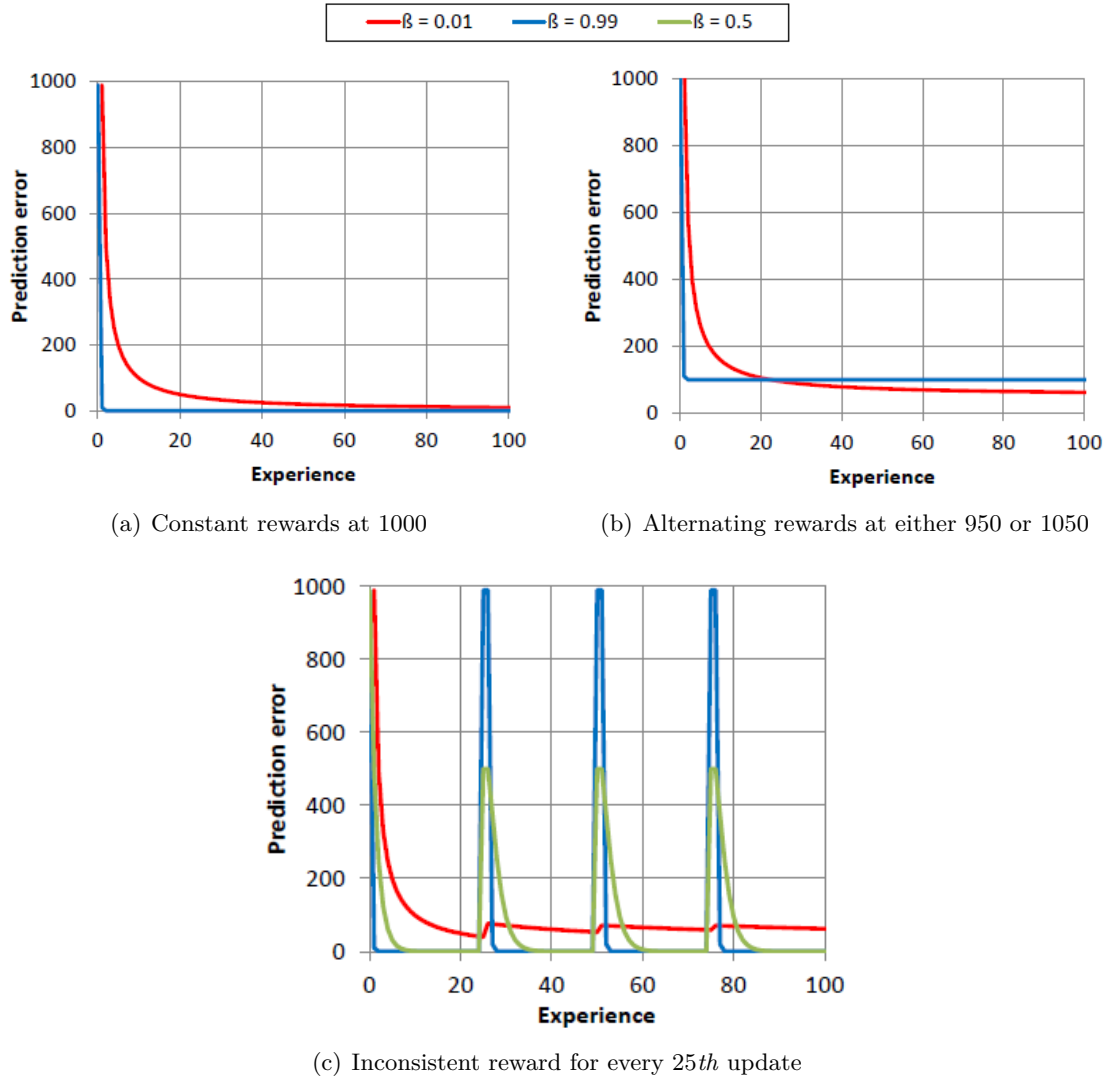 ß = 0.01 ß = 0.99 ß = 0.5
1000
800
600
400
200
0
Prediction error
0 20 40 60 80 100
Experience
(a) Constant rewards at 1000
1000
800
600
400
200
0
Prediction error
0 20 40 60 80 100
Experience
(b) Alternating rewards at either 950 or 1050
1000
800
600
400
200
0
Prediction error
0 20 40 60 80 100
Experience
(c) Inconsistent reward for every 25th update